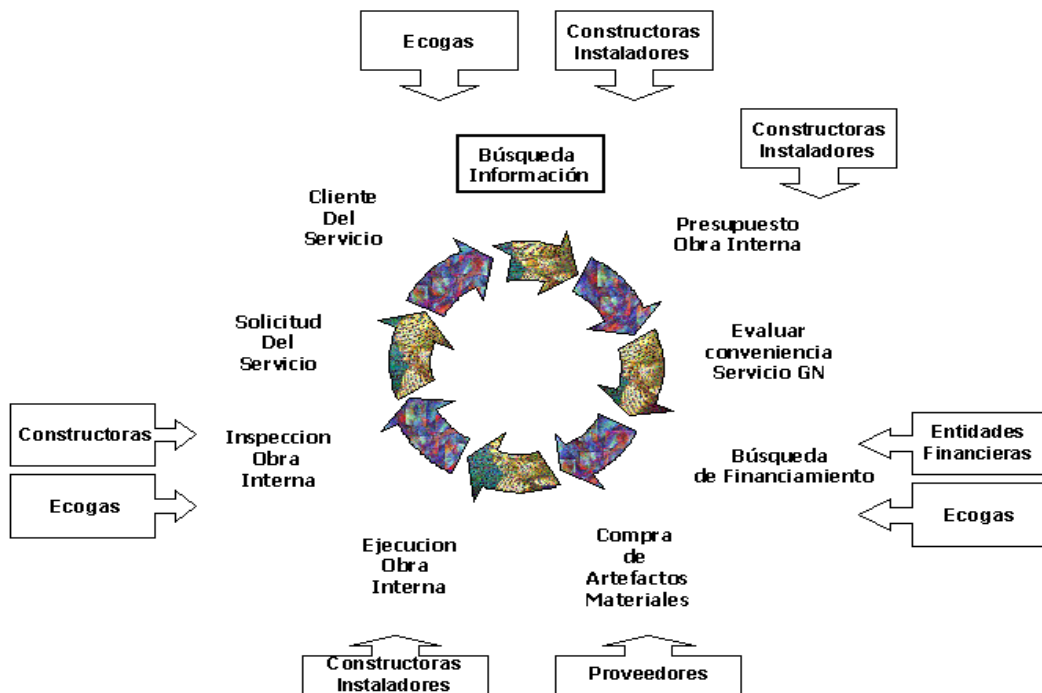 Ecogas
Constructoras
Instaladores
Constructoras
Instaladores
Búsqueda
Información
Cliente
Del
Servicio
Presupuesto
Obra Interna
Solicitud
Del
Servicio
Evaluar
conveniencia
Servicio GN
Constructoras
Inspeccion
Obra
Interna
Búsqueda
de Financiamiento
Entidades
Financieras
Ecogas
Ecogas
Ejecucion
Obra
Interna
Compra
de
Artefactos
Materiales
Constructoras
Instaladores
Proveedores